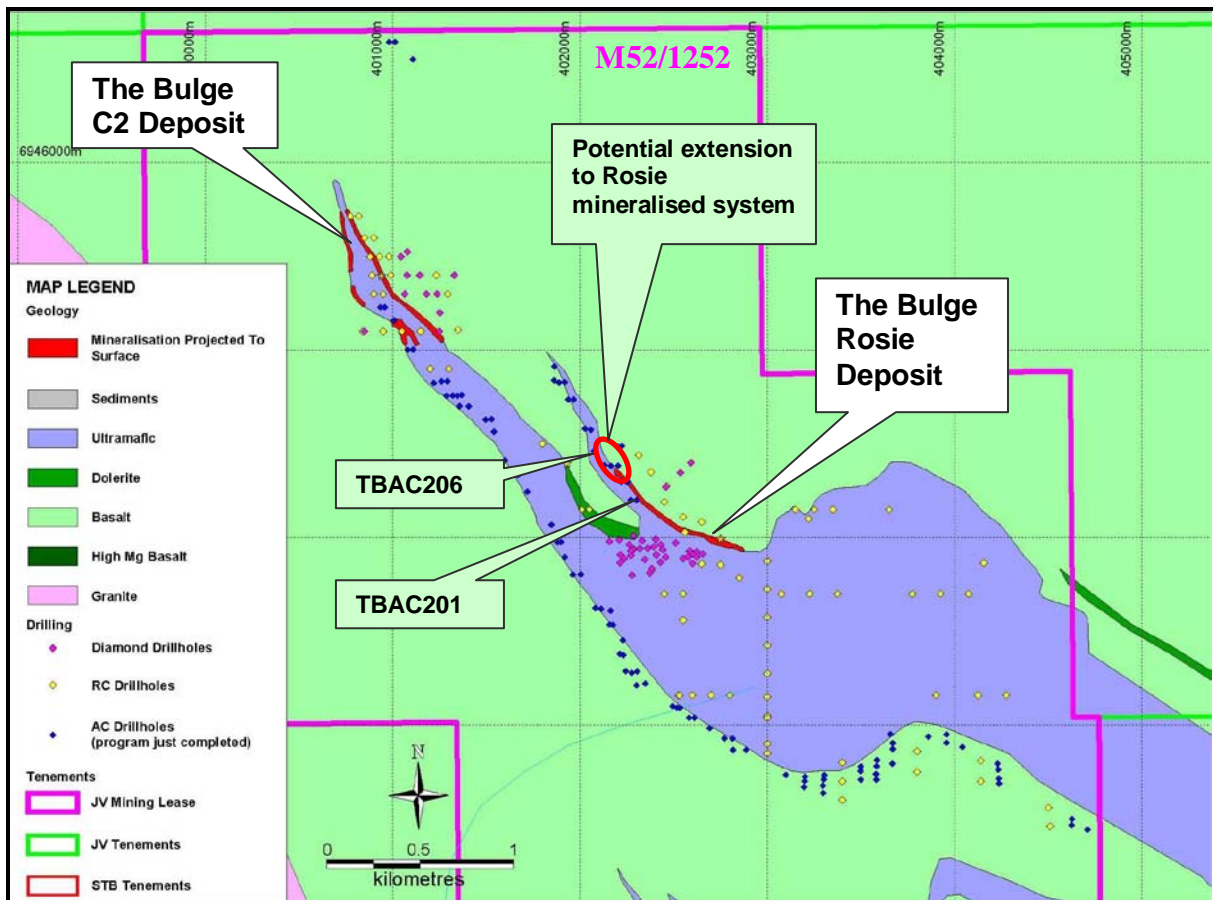 401000m
402000m
403000m
404000m
405000m
M52/1252
The Bulge
C2 Deposit
6946000m
Potential extension
to Rosie
mineralised system
The Bulge
Rosie
Deposit
TBAC206
TBAC201
MAP LEGEND
Geology
Mineralisation Projected To
Surface
Sediments
Ultramafic
Dolerite
Basalt
High Mg Basalt
Granite
Drilling
Diamond Drillholes
RC Drillholes
AC Drillholes
(program just completed)
Tenements
JV Mining Lease
JV Tenements
STB Tenements
N
0 0.5 1
kilometres